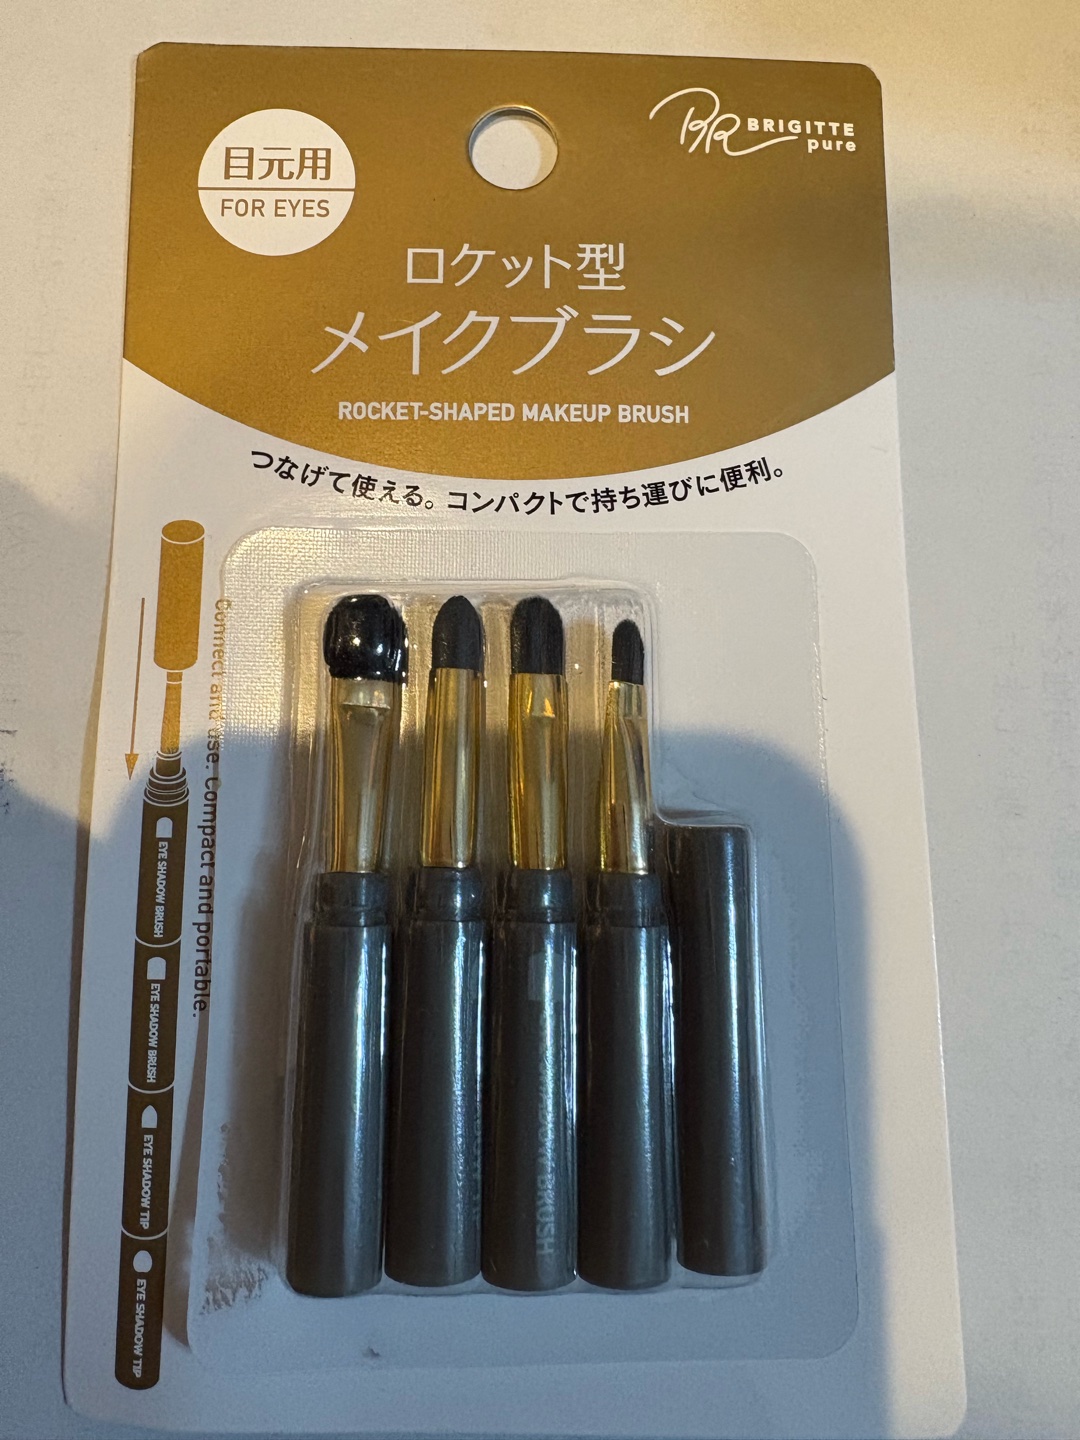 目元用
FOR EYES
BR BRIGITTE
pure
ロケット型
メイクブラシ
ROCKET-SHAPED MAKEUP BRUSH
つなげて使える。コンパクトで持ち運びに便利。
Connect and use. Compact and portable.
EYE SHADOW BRUSH
EYE SHADOW BRUSH
EYE SHADOW TIP
EYE SHADOW TIP
BRUSH